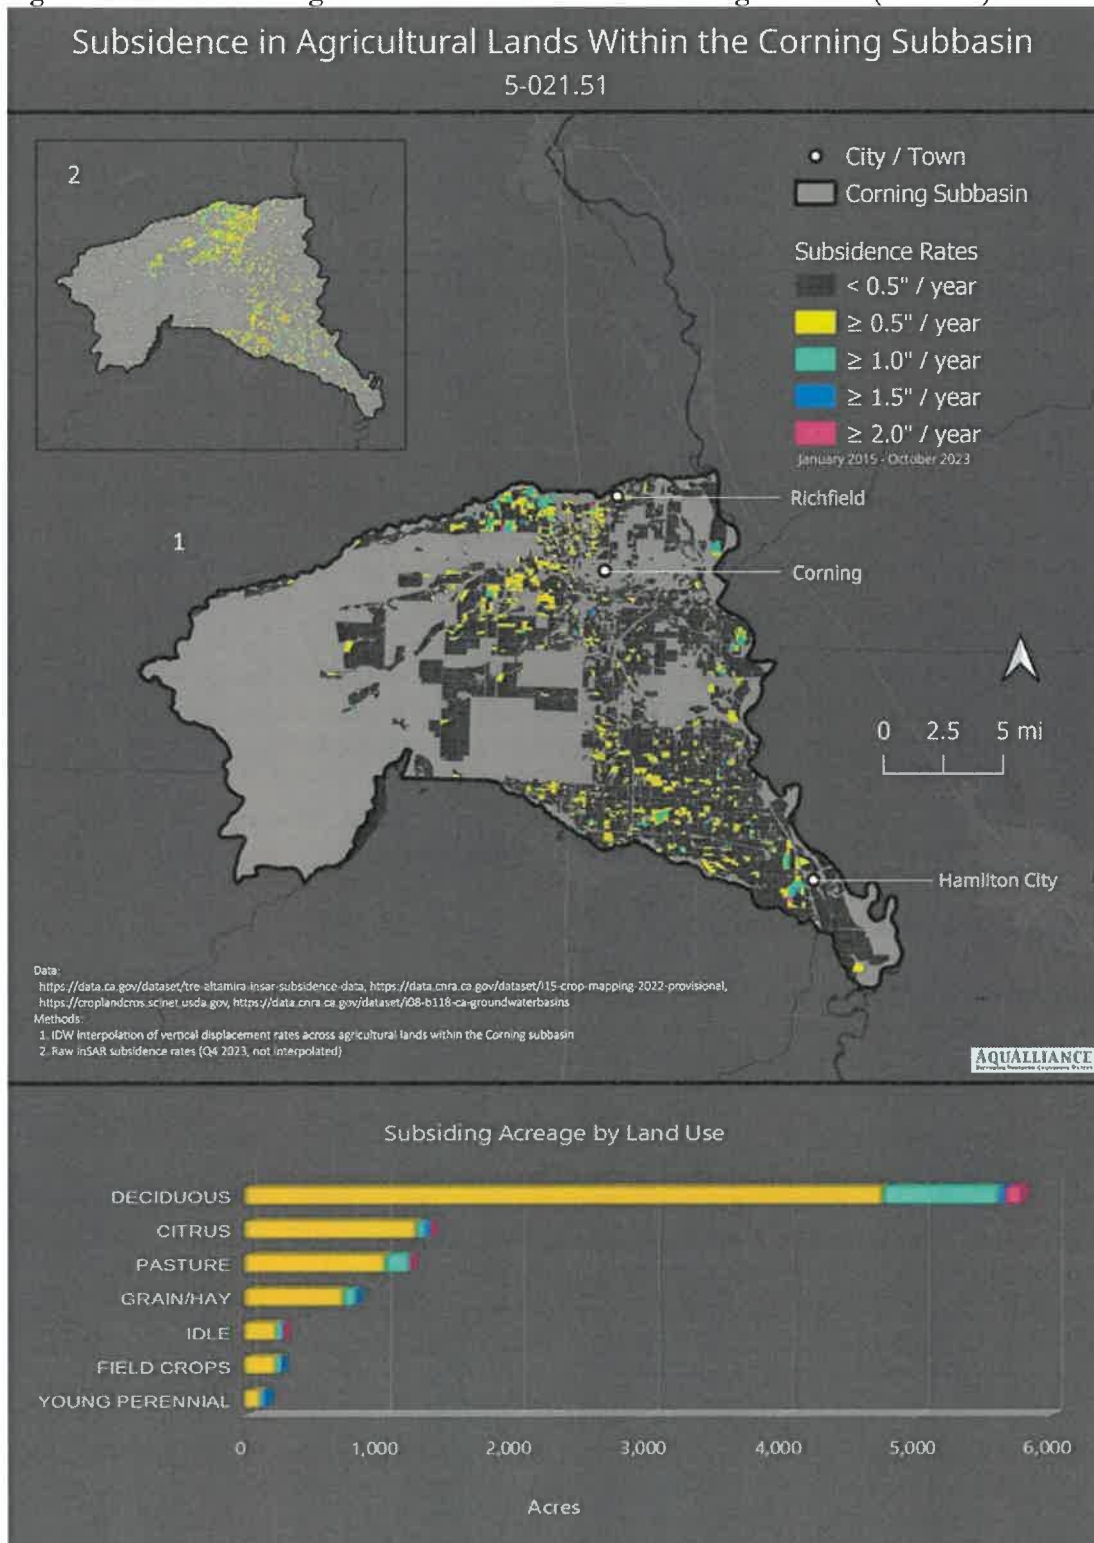 Subsidence in Agricultural Lands Within the Corning Subbasin
5-021.51
2
City / Town
Corning Subbasin
Subsidence Rates
< 0.5" / year
≥ 0.5" / year
≥ 1.0" / year
≥ 1.5" / year
≥ 2.0" / year
January 2015 - October 2023
Richfield
1
Corning
0 2.5 5 mi
Hamilton City
Data:
https://data.ca.gov/dataset/tre-altamira-insar-subsidence-data, https://data.cnra.ca.gov/dataset/i15-crop-mapping-2022-provisional,
https://croplandcros.scinet.usda.gov, https://data.cnra.ca.gov/dataset/i08-b118-ca-groundwaterbasins
Methods:
1. IDW interpolation of vertical displacement rates across agricultural lands within the Corning subbasin
2. Raw inSAR subsidence rates (Q4 2023, not interpolated)
AQUALLIANCE
Subsiding Acreage by Land Use
DECIDUOUS
CITRUS
PASTURE
GRAIN/HAY
IDLE
FIELD CROPS
YOUNG PERENNIAL
0 1,000 2,000 3,000 4,000 5,000 6,000
Acres